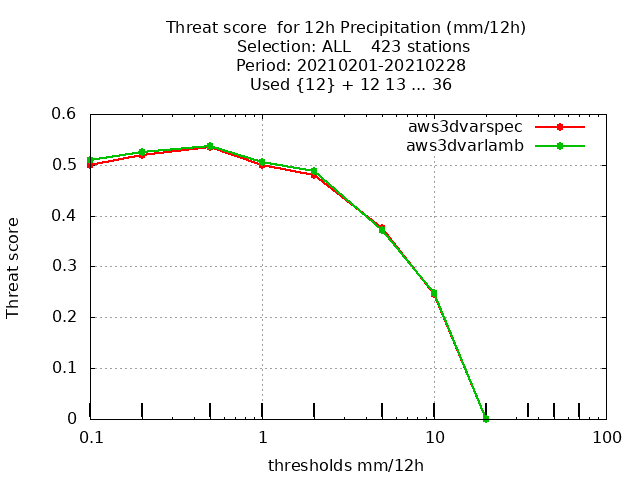 Threat score  for 12h Precipitation (mm/12h)
Selection: ALL    423 stations
Period: 20210201-20210228
Used {12} + 12 13 ... 36
aws3dvarspec
aws3dvarlamb
0.6
0.5
0.4
0.3
0.2
0.1
0
Threat score
0.1 1 10 100
thresholds mm/12h